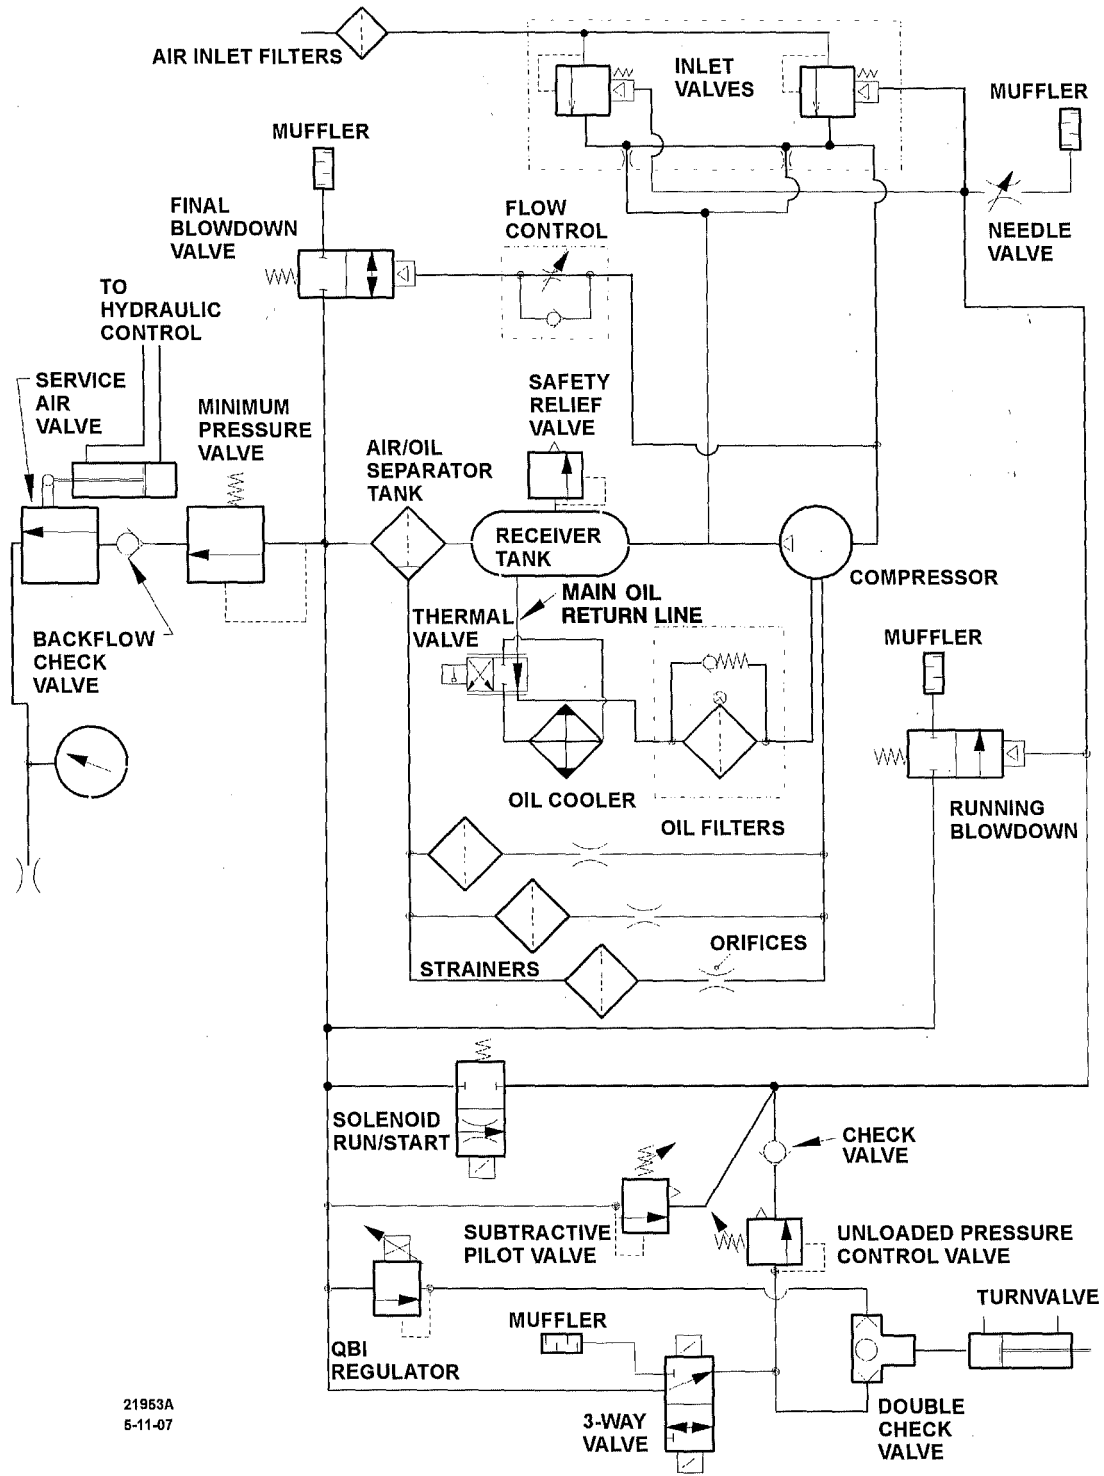 AIR INLET FILTERS
INLET
VALVES
MUFFLER
MUFFLER
FINAL
BLOWDOWN
VALVE
FLOW
CONTROL
NEEDLE
VALVE
TO
HYDRAULIC
CONTROL
SERVICE
AIR
VALVE
MINIMUM
PRESSURE
VALVE
SAFETY
RELIEF
VALVE
AIR/OIL
SEPARATOR
TANK
RECEIVER
TANK
COMPRESSOR
MAIN OIL
RETURN LINE
THERMAL
VALVE
BACKFLOW
CHECK
VALVE
MUFFLER
OIL COOLER
OIL FILTERS
RUNNING
BLOWDOWN
ORIFICES
STRAINERS
SOLENOID
RUN/START
CHECK
VALVE
SUBTRACTIVE
PILOT VALVE
UNLOADED PRESSURE
CONTROL VALVE
TURNVALVE
MUFFLER
QBI
REGULATOR
3-WAY
VALVE
DOUBLE
CHECK
VALVE
21953A
5-11-07